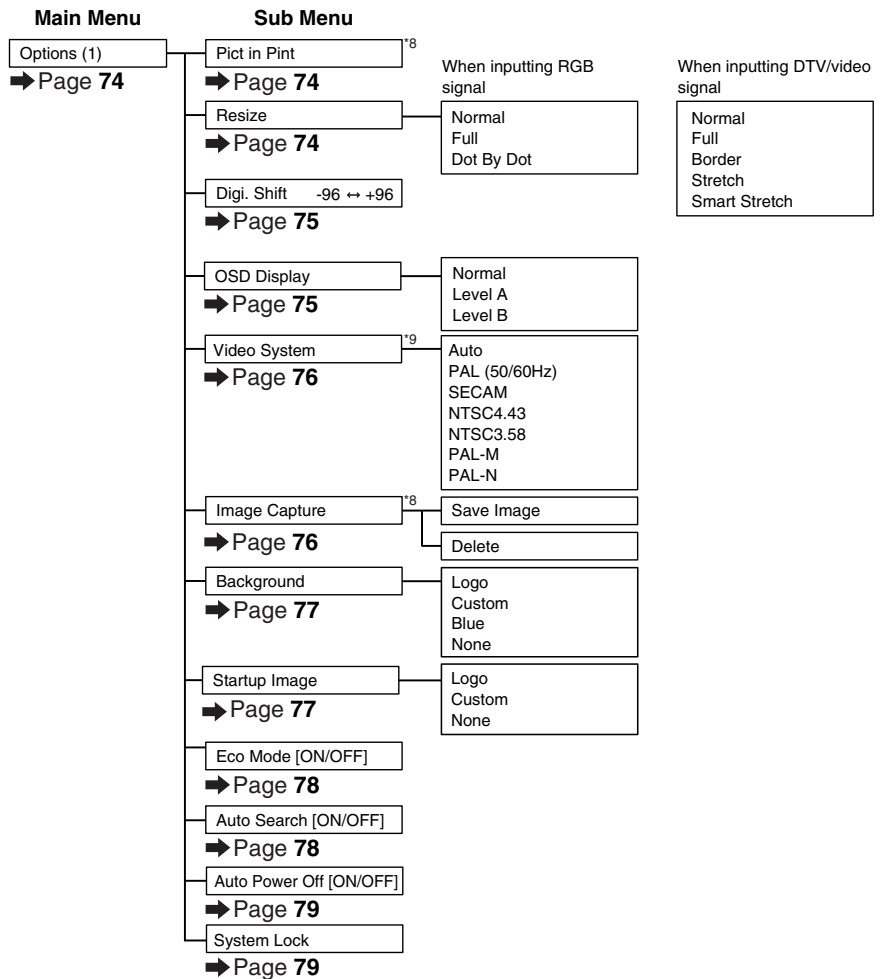 Main Menu
Sub Menu
Options (1)
➡ Page 74
Pict in Pint
*8
➡ Page 74
Resize
➡ Page 74
When inputting RGB
signal
Normal
Full
Dot By Dot
When inputting DTV/video
signal
Normal
Full
Border
Stretch
Smart Stretch
Digi. Shift -96 ↔ +96
➡ Page 75
OSD Display
➡ Page 75
Normal
Level A
Level B
Video System
*9
➡ Page 76
Auto
PAL (50/60Hz)
SECAM
NTSC4.43
NTSC3.58
PAL-M
PAL-N
Image Capture
*8
➡ Page 76
Save Image
Delete
Background
➡ Page 77
Logo
Custom
Blue
None
Startup Image
➡ Page 77
Logo
Custom
None
Eco Mode [ON/OFF]
➡ Page 78
Auto Search [ON/OFF]
➡ Page 78
Auto Power Off [ON/OFF]
➡ Page 79
System Lock
➡ Page 79